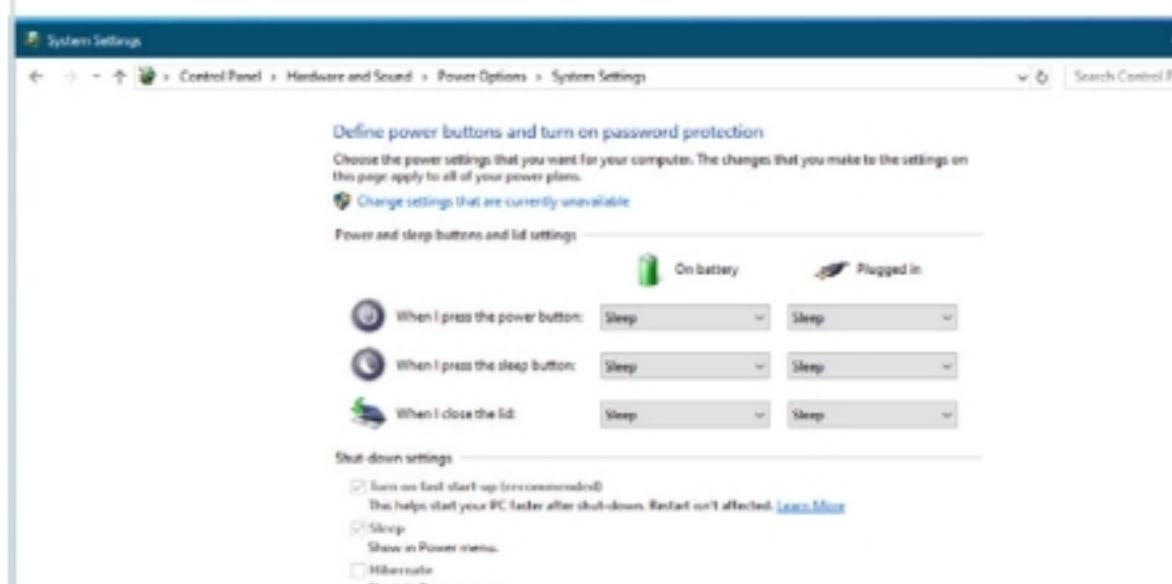 System Settings
Control Panel › Hardware and Sound › Power Options › System Settings
Search Control P
Define power buttons and turn on password protection
Choose the power settings that you want for your computer. The changes that you make to the settings on
this page apply to all of your power plans.
Change settings that are currently unavailable
Power and sleep buttons and lid settings
On battery Plugged in
When I press the power button: Sleep Sleep
When I press the sleep button: Sleep Sleep
When I close the lid: Sleep Sleep
Shut-down settings
Turn on fast start-up (recommended)
This helps start your PC faster after shut-down. Restart isn't affected. Learn More
Sleep
Show in Power menu.
Hibernate